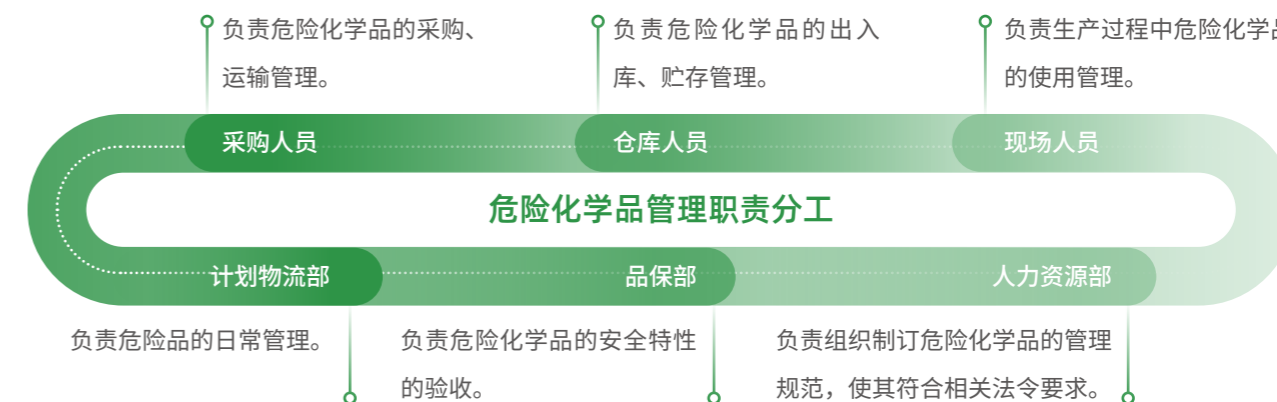 负责危险化学品的采购、
运输管理。
负责危险化学品的出入
库、贮存管理。
负责生产过程中危险化学品
的使用管理。
采购人员
仓库人员
现场人员
危险化学品管理职责分工
计划物流部
品保部
人力资源部
负责危险品的日常管理。
负责危险化学品的安全特性
的验收。
负责组织制订危险化学品的管理
规范，使其符合相关法令要求。